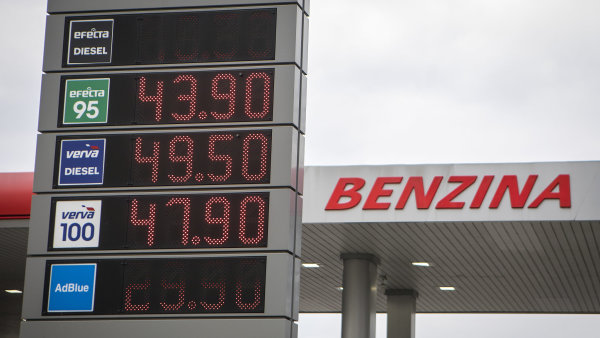 efecta
DIESEL
efecta
95
43.90
verva
DIESEL
49.50
verva
100
47.90
AdBlue
BENZINA